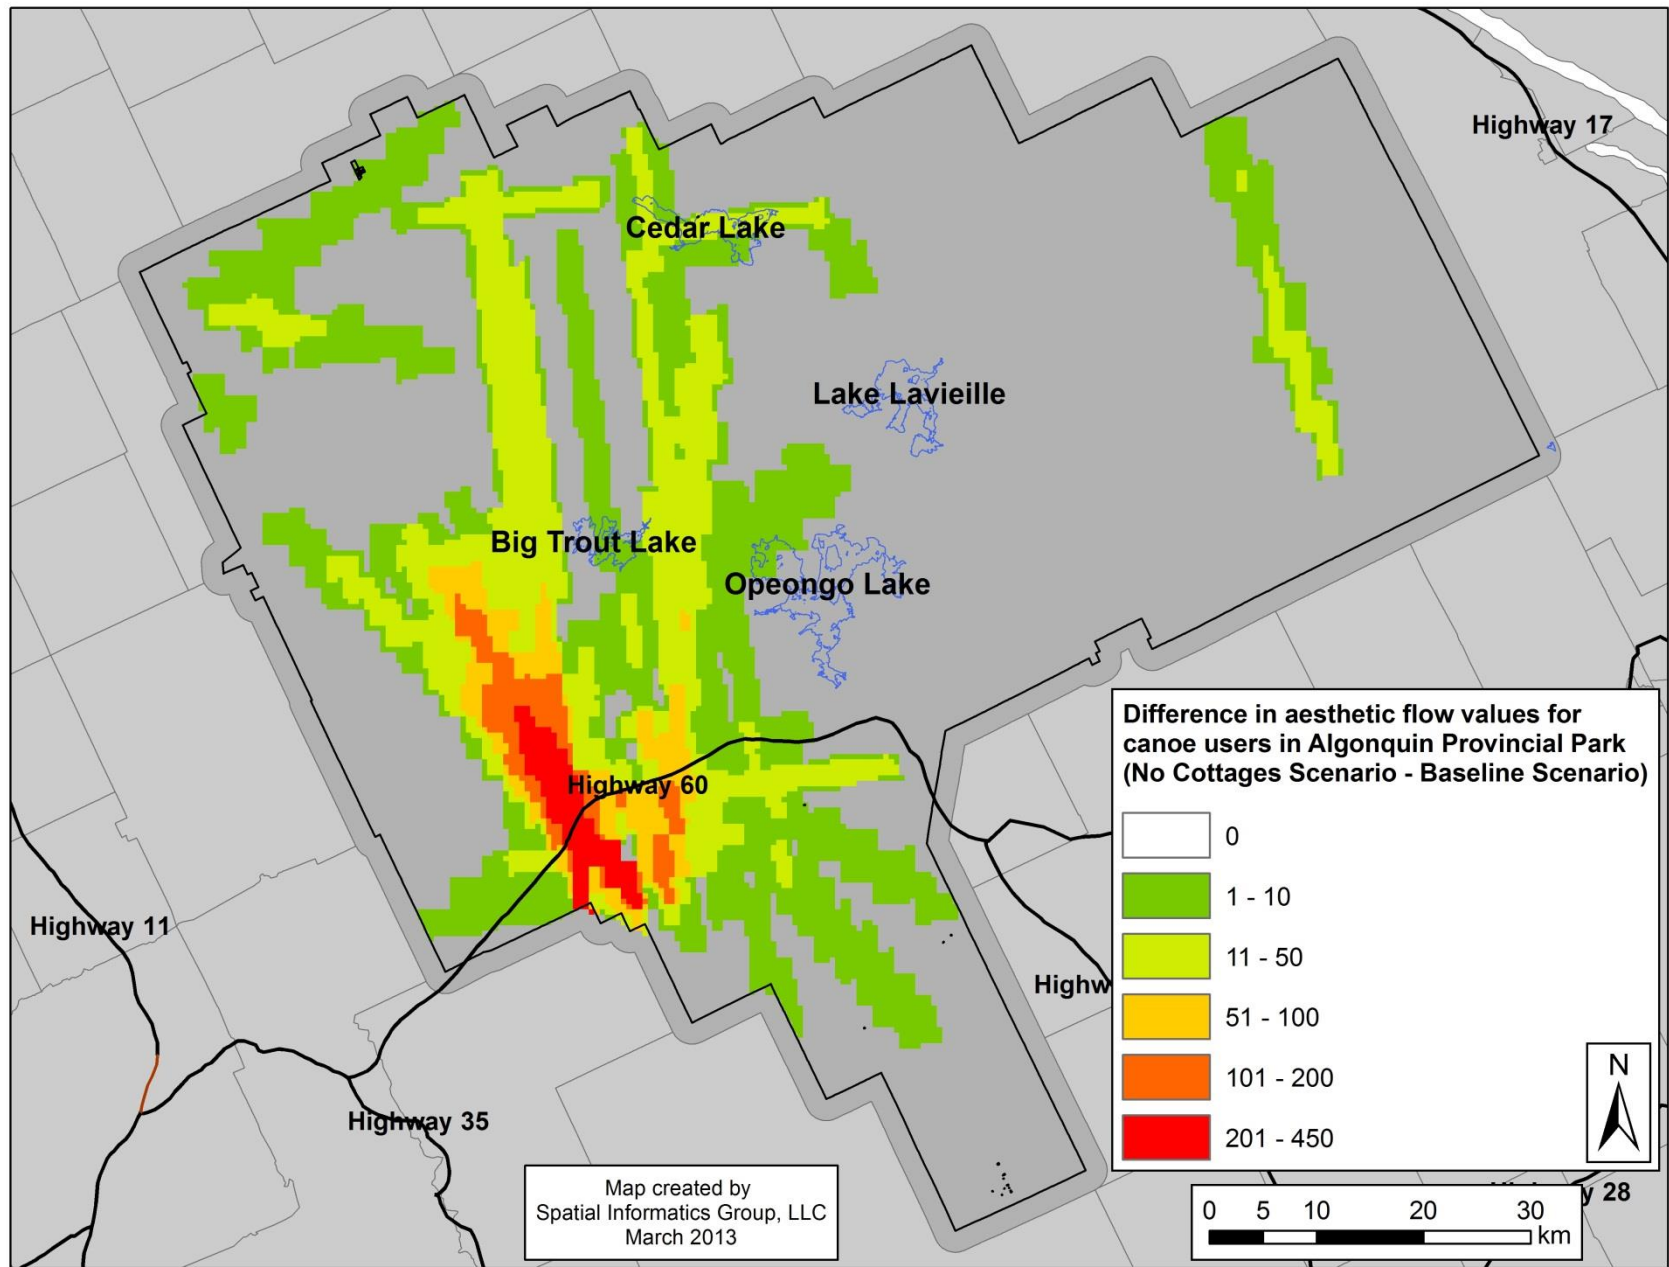 Highway 17
Cedar Lake
Lake Lavieille
Big Trout Lake
Opeongo Lake
Highway 60
Highway 11
Highway 35
Highw
y 28
Difference in aesthetic flow values for
canoe users in Algonquin Provincial Park
(No Cottages Scenario - Baseline Scenario)
0
1 - 10
11 - 50
51 - 100
101 - 200
201 - 450
N
0 5 10 20 30
km
Map created by
Spatial Informatics Group, LLC
March 2013